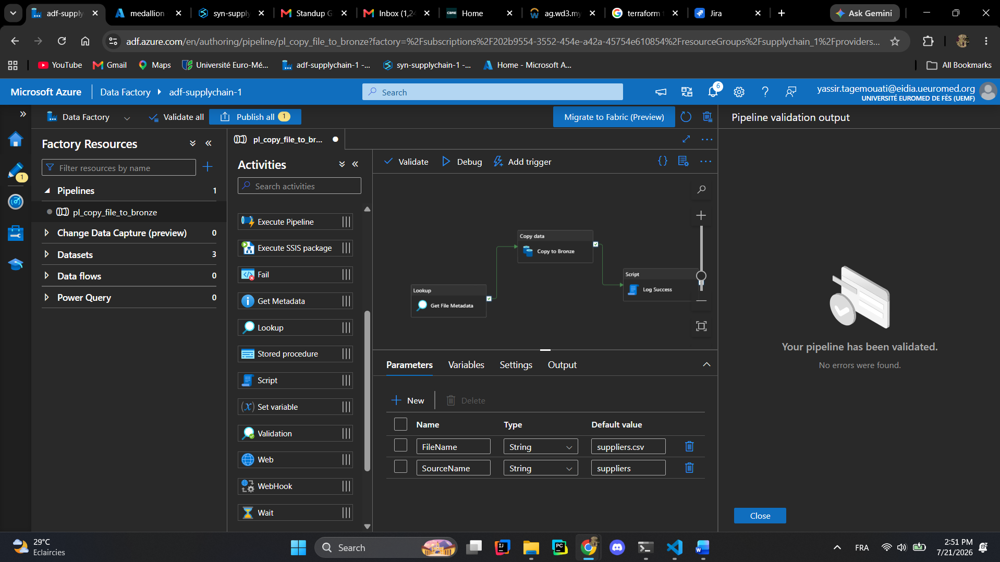 adf-supply
medallion
syn-supply
Standup G
Inbox (1,2
Home
ag.wd3.my
terraform
Jira
Ask Gemini
adf.azure.com/en/authoring/pipeline/pl_copy_file_to_bronze?factory=%2Fsubscriptions%2F202b9554-3552-454e-a42a-45754e610854%2FresourceGroups%2Fsupplychain_1%2Fproviders...
YouTube
Gmail
Maps
Université Euro-Mé...
adf-supplychain-1 -...
syn-supplychain-1 -...
Home - Microsoft A...
All Bookmarks
Microsoft Azure
Data Factory
adf-supplychain-1
Search
6
yassir.tagemouati@eidia.ueuromed.org
UNIVERSITÉ EUROMED DE FÈS (UEMF)
Data Factory
Validate all
Publish all 1
Migrate to Fabric (Preview)
Pipeline validation output
Factory Resources
pl_copy_file_to_br...
Filter resources by name
1
Pipelines 1
pl_copy_file_to_bronze
Change Data Capture (preview) 0
Datasets 3
Data flows 0
Power Query 0
Activities
Search activities
Execute Pipeline
Execute SSIS package
Fail
Get Metadata
Lookup
Stored procedure
Script
Set variable
Validation
Web
WebHook
Wait
Validate
Debug
Add trigger
Copy data
Copy to Bronze
Script
Log Success
Lookup
Get File Metadata
Parameters
Variables
Settings
Output
New
Delete
Name Type Default value
FileName String suppliers.csv
SourceName String suppliers
Your pipeline has been validated.
No errors were found.
Close
29°C
Eclaircies
Search
FRA
2:51 PM
7/21/2026